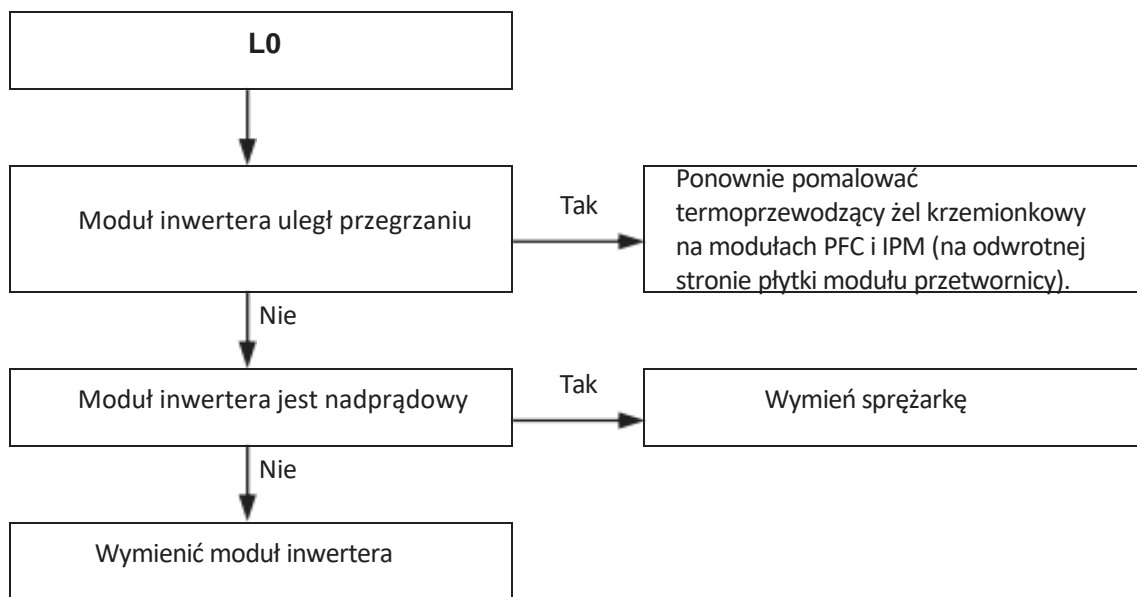 L0
Moduł inwertera uległ przegrzaniu
Tak
Ponownie pomalować
termoprzewodzący żel krzemionkowy
na modułach PFC i IPM (na odwrotnej
stronie płytki modułu przetwornicy).
Nie
Moduł inwertera jest nadprądowy
Tak
Wymień sprężarkę
Nie
Wymienić moduł inwertera